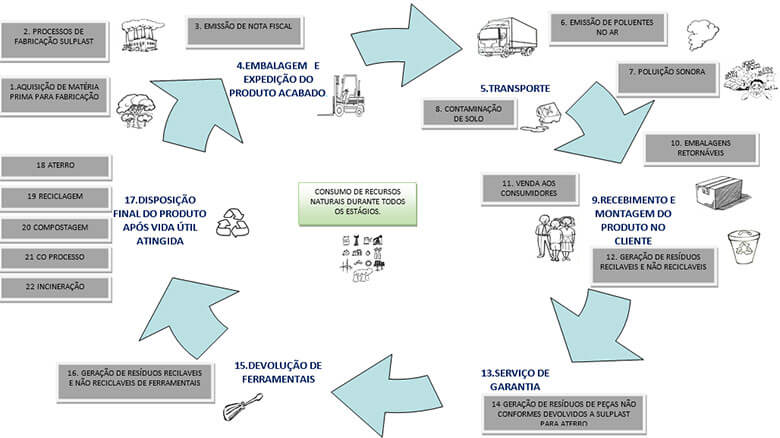 2. PROCESSOS DE
FABRICAÇÃO SULPLAST
3. EMISSÃO DE NOTA FISCAL
1.AQUISIÇÃO DE MATÉRIA
PRIMA PARA FABRICAÇÃO
4.EMBALAGEM E
EXPEDIÇÃO DO
PRODUTO ACABADO
5.TRANSPORTE
6. EMISSÃO DE POLUENTES
NO AR
7. POLUIÇÃO SONORA
8. CONTAMINAÇÃO
DE SOLO
10. EMBALAGENS
RETORNÁVEIS
11. VENDA AOS
CONSUMIDORES
9.RECEBIMENTO E
MONTAGEM DO
PRODUTO NO
CLIENTE
12. GERAÇÃO DE RESÍDUOS
RECILAVEIS E NÃO RECICLAVEIS
CONSUMO DE RECURSOS
NATURAIS DURANTE TODOS
OS ESTÁGIOS.
13.SERVIÇO DE
GARANTIA
14 GERAÇÃO DE RESÍDUOS DE PEÇAS NÃO
CONFORMES DEVOLVIDOS A SULPLAST
PARA ATERRO
15.DEVOLUÇÃO DE
FERRAMENTAIS
16. GERAÇÃO DE RESÍDUOS RECILAVEIS
E NÃO RECICLAVEIS DE FERRAMENTAIS
17.DISPOSIÇÃO
FINAL DO PRODUTO
APÓS VIDA ÚTIL
ATINGIDA
18 ATERRO
19 RECICLAGEM
20 COMPOSTAGEM
21 CO PROCESSO
22 INCINERAÇÃO